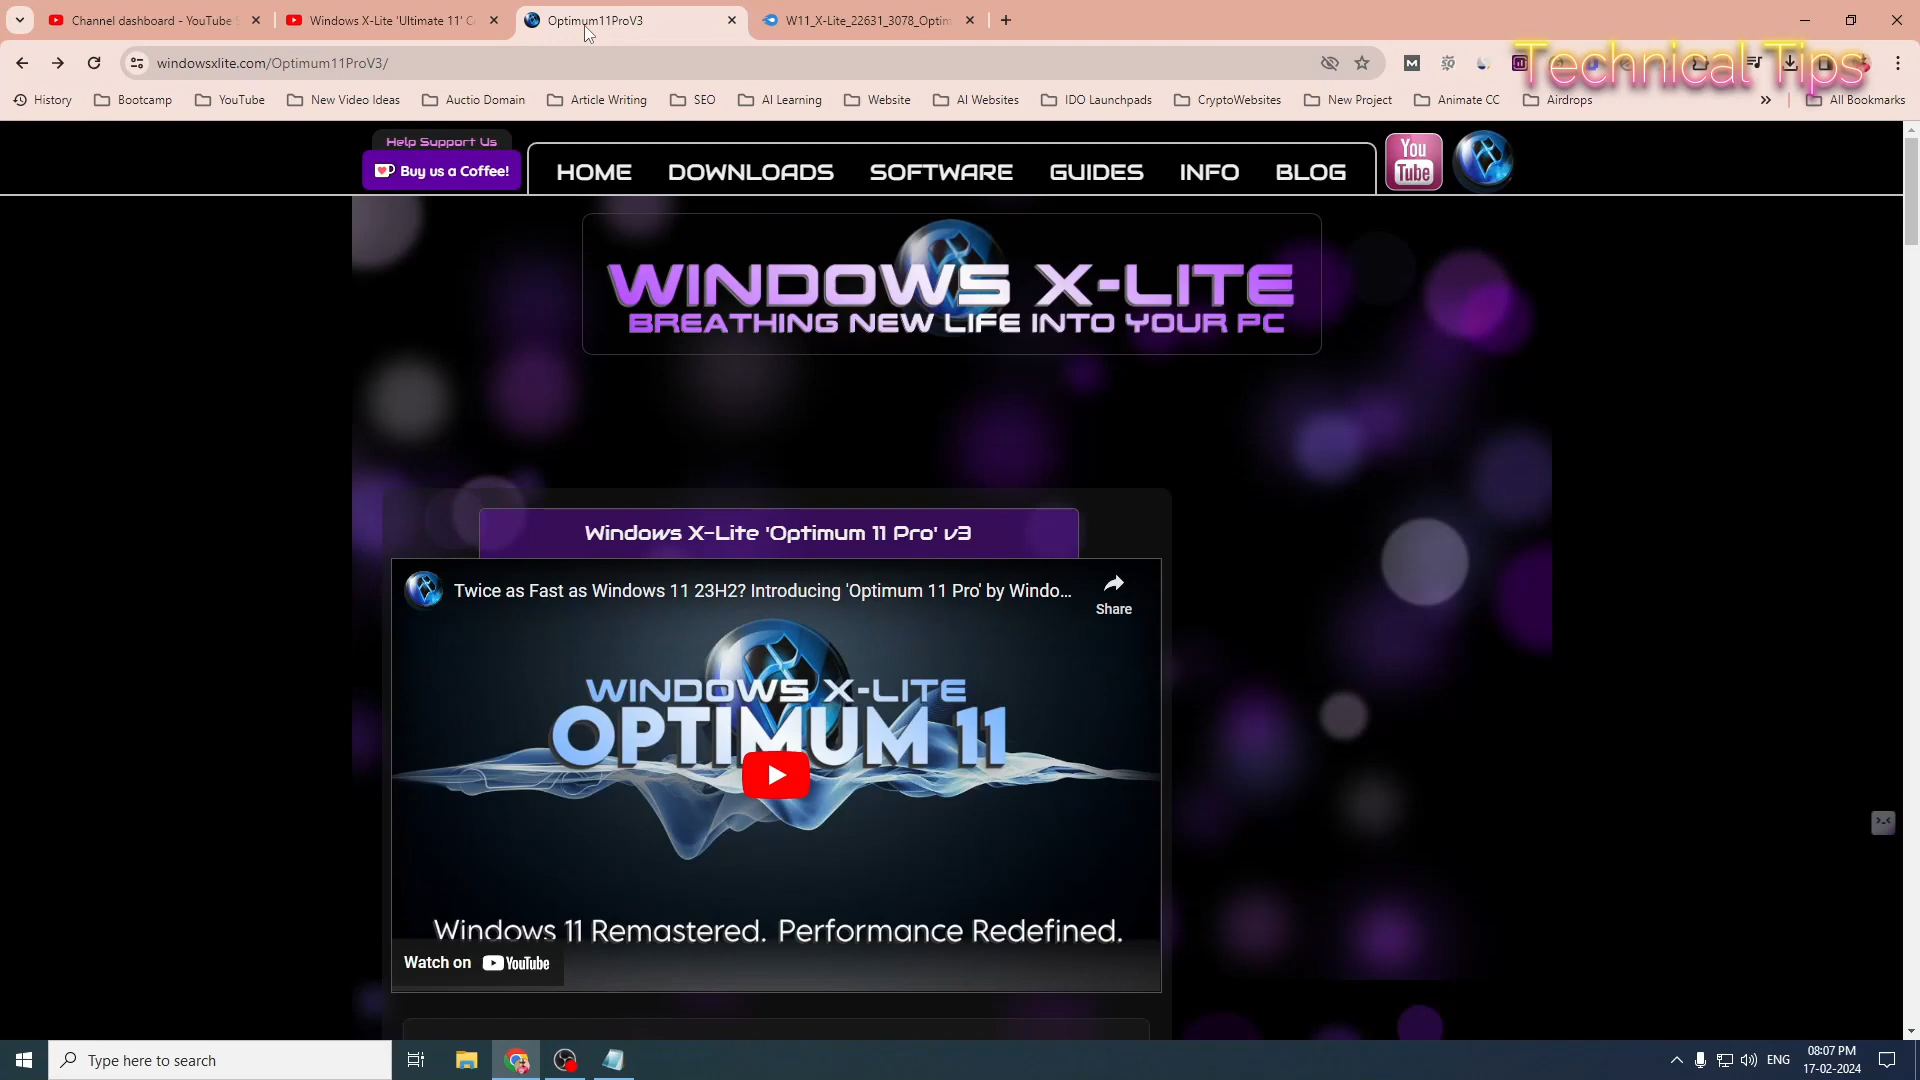 Channel dashboard - YouTube S
Windows X-Lite 'Ultimate 11' C
Optimum11ProV3
W11_X-Lite_22631_3078_Optim
windowsxlite.com/Optimum11ProV3/
Technical Tips
History
Bootcamp
YouTube
New Video Ideas
Auctio Domain
Article Writing
SEO
AI Learning
Website
AI Websites
IDO Launchpads
CryptoWebsites
New Project
Animate CC
Airdrops
All Bookmarks
Help Support Us
Buy us a Coffee!
HOME
DOWNLOADS
SOFTWARE
GUIDES
INFO
BLOG
You
Tube
WINDOWS X-LITE
BREATHING NEW LIFE INTO YOUR PC
Windows X-Lite 'Optimum 11 Pro' v3
Twice as Fast as Windows 11 23H2? Introducing 'Optimum 11 Pro' by Windo...
Share
WINDOWS X-LITE
OPTIMUM 11
Windows 11 Remastered. Performance Redefined.
Watch on YouTube
Type here to search
ENG
08:07 PM
17-02-2024